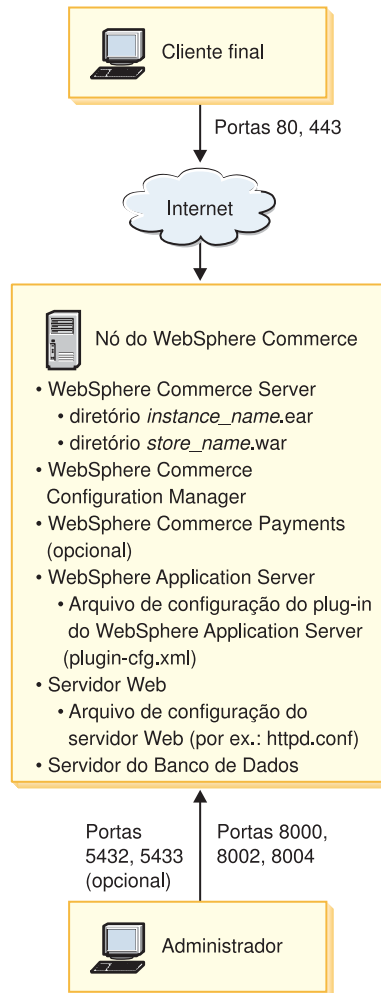 Cliente final
Portas 80, 443
Internet
Nó do WebSphere Commerce
• WebSphere Commerce Server
• diretório instance_name.ear
• diretório store_name.war
• WebSphere Commerce
Configuration Manager
• WebSphere Commerce Payments
(opcional)
• WebSphere Application Server
• Arquivo de configuração do plug-in
do WebSphere Application Server
(plugin-cfg.xml)
• Servidor Web
• Arquivo de configuração do
servidor Web (por ex.: httpd.conf)
• Servidor do Banco de Dados
Portas
5432, 5433
(opcional)
Portas 8000,
8002, 8004
Administrador